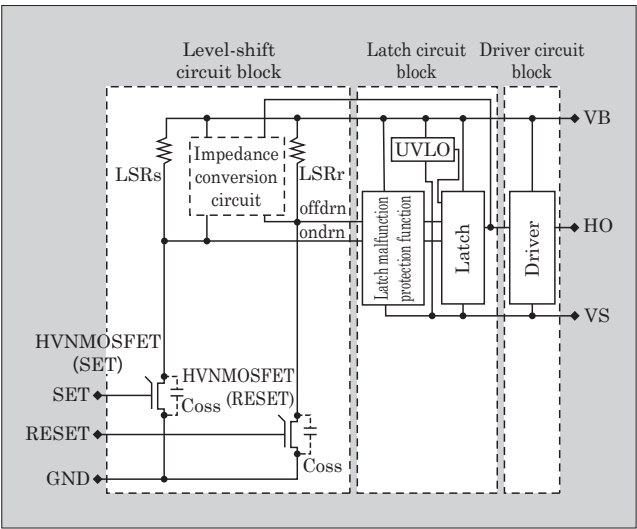 Level-shift
circuit block
Latch circuit
block
Driver circuit
block
VB
LSRs
Impedance
conversion
circuit
LSRr
UVLO
offdrn
ondrn
Latch malfunction
protection function
Latch
Driver
HO
VS
HVNMOSFET
(SET)
HVNMOSFET
(RESET)
SET
Coss
RESET
Coss
GND